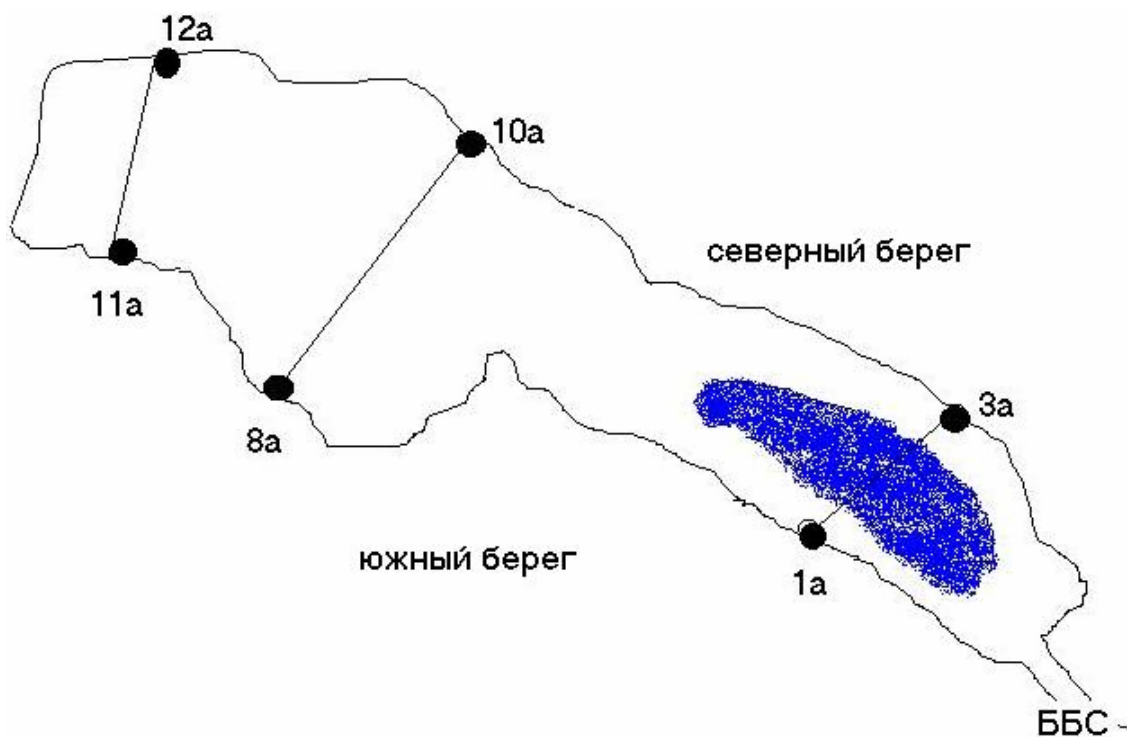 12а
10а
северный берег
11а
3а
8а
южный берег
1а
ББС -